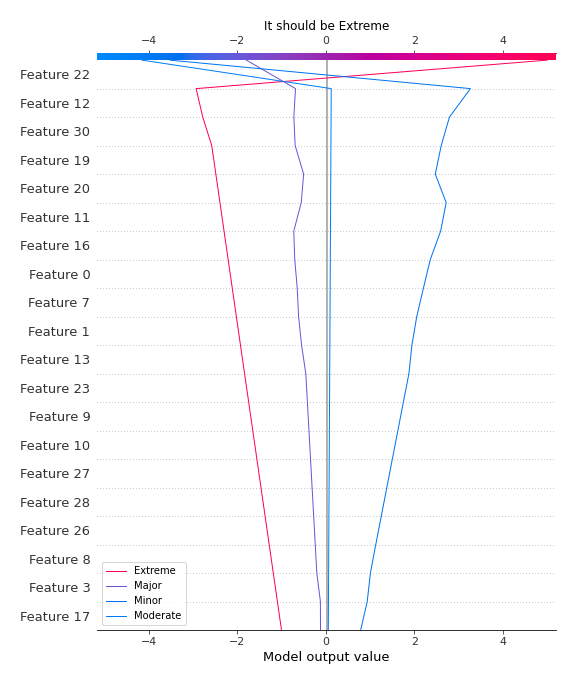 It should be Extreme
−4 −2 0 2 4
Feature 22
Feature 12
Feature 30
Feature 19
Feature 20
Feature 11
Feature 16
Feature 0
Feature 7
Feature 1
Feature 13
Feature 23
Feature 9
Feature 10
Feature 27
Feature 28
Feature 26
Feature 8
Feature 3
Feature 17
Extreme
Major
Minor
Moderate
−4 −2 0 2 4
Model output value